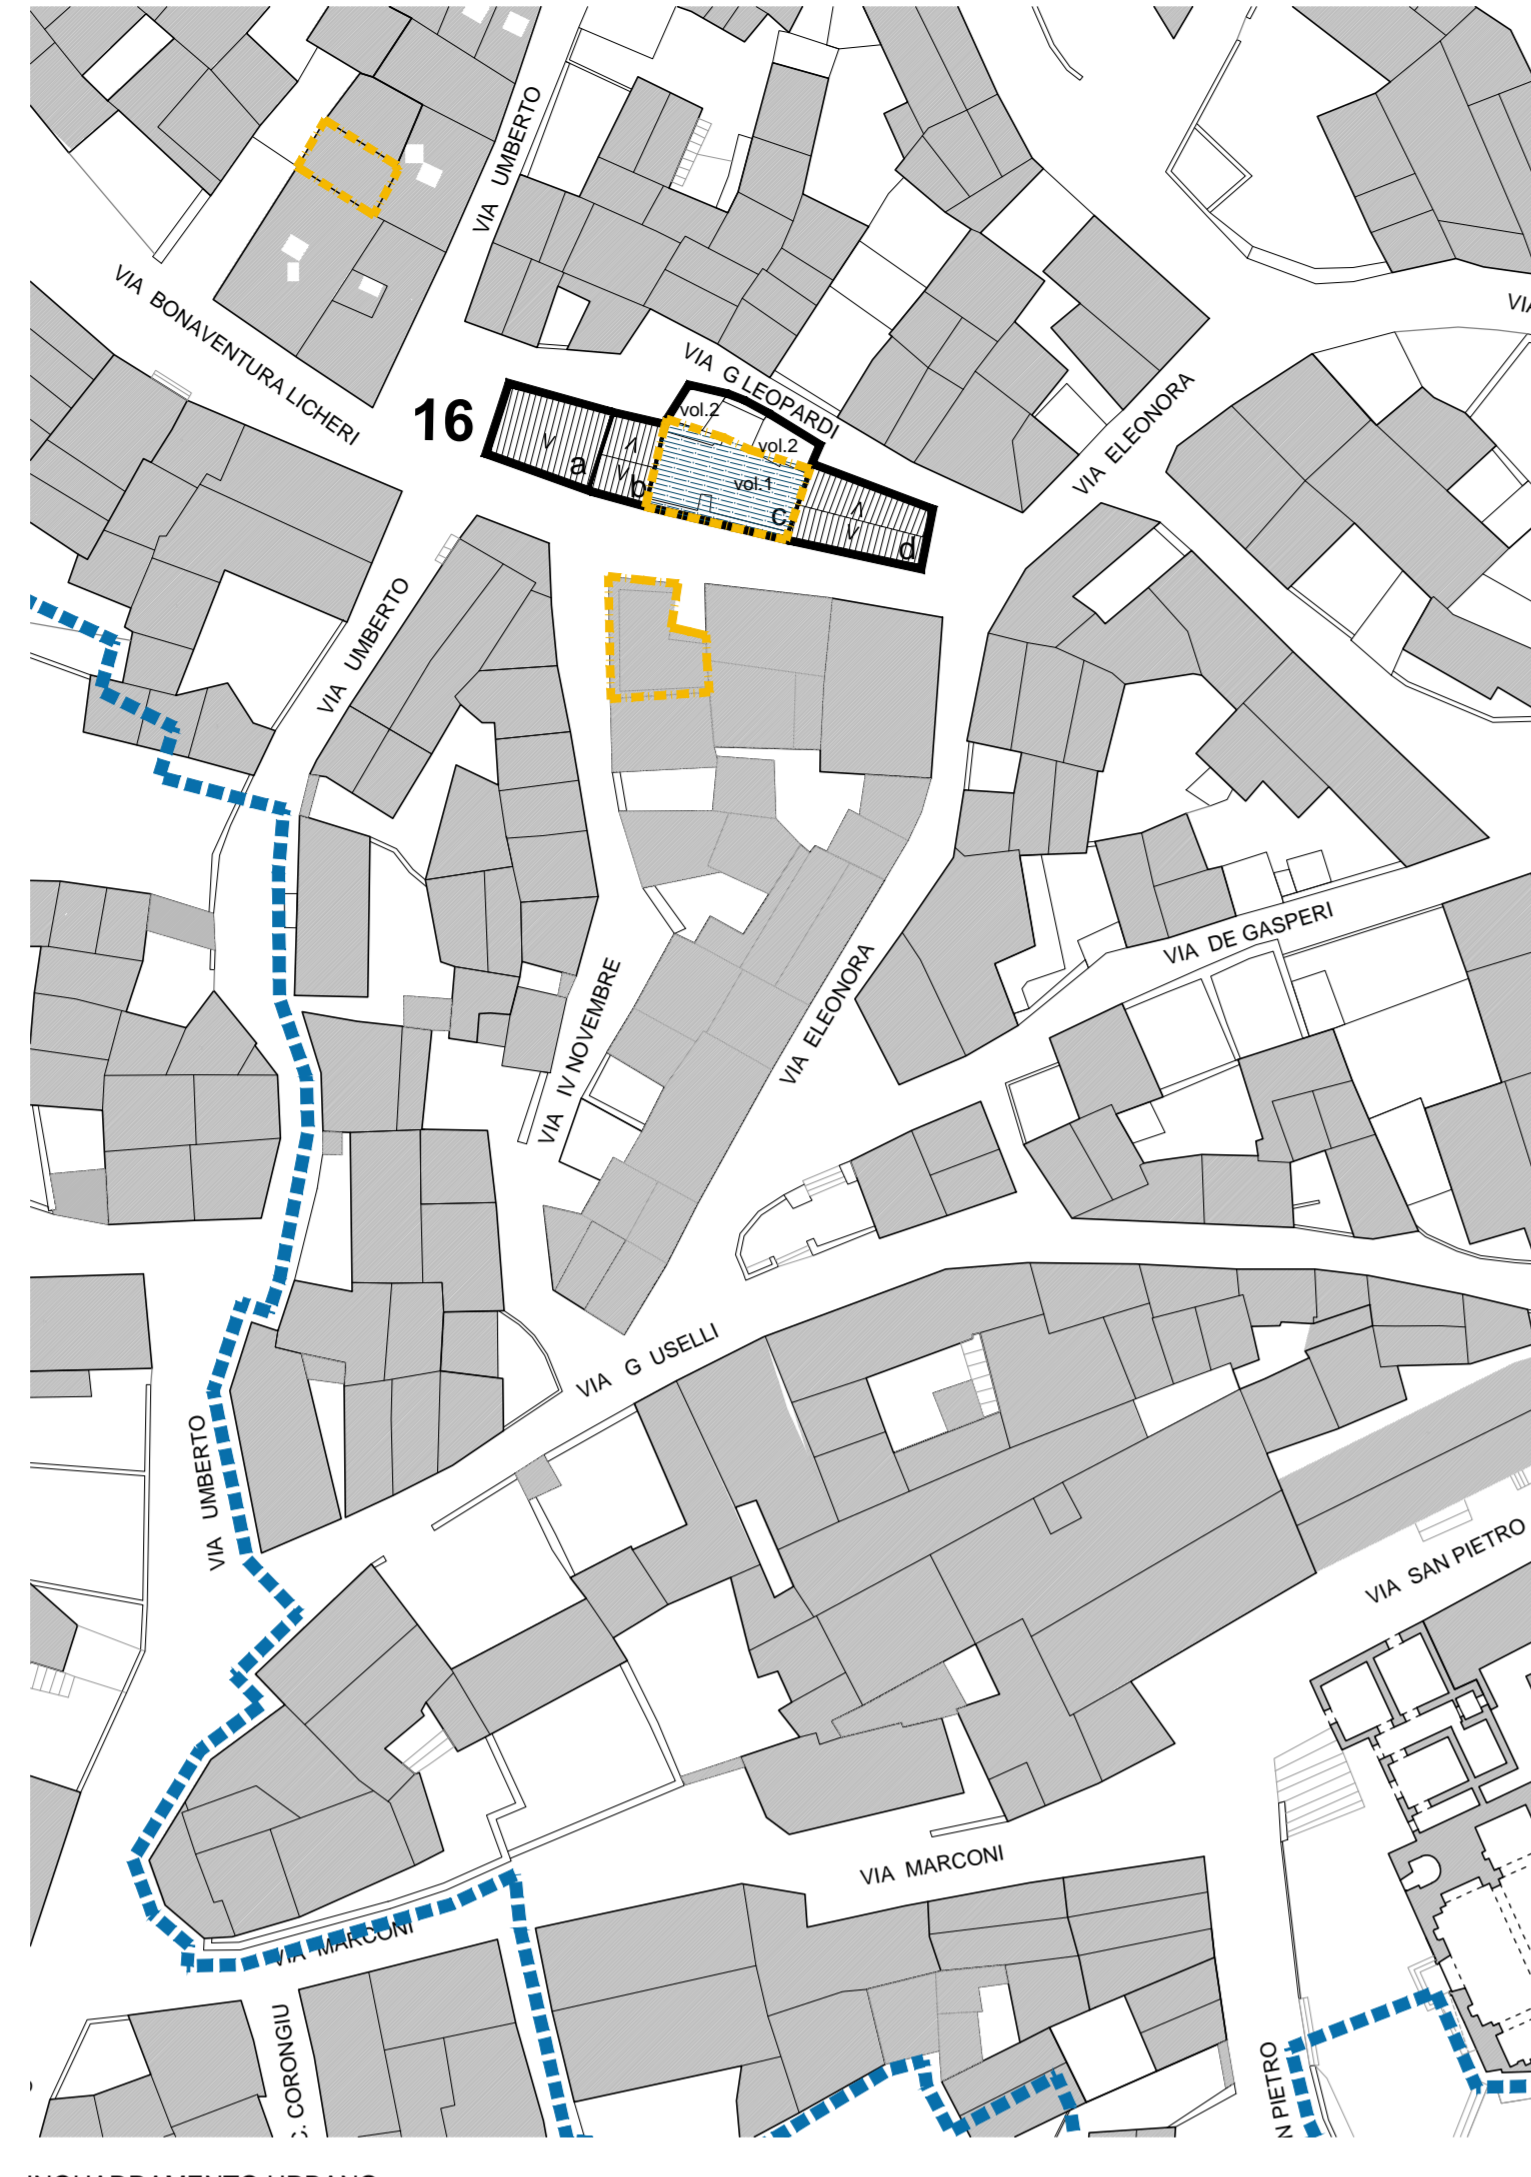 VIA UMBERTO
VIA BONAVENTURA LICHERI
VIA G LEOPARDI
16
vol.2
vol.2
a
b
vol.1
c
d
VIA ELEONORA
VIA UMBERTO
VIA DE GASPERI
VIA IV NOVEMBRE
VIA ELEONORA
VIA G USELLI
VIA UMBERTO
VIA SAN PIETRO
VIA MARCONI
VIA MARCONI
C. CORONGIU
PIETRO